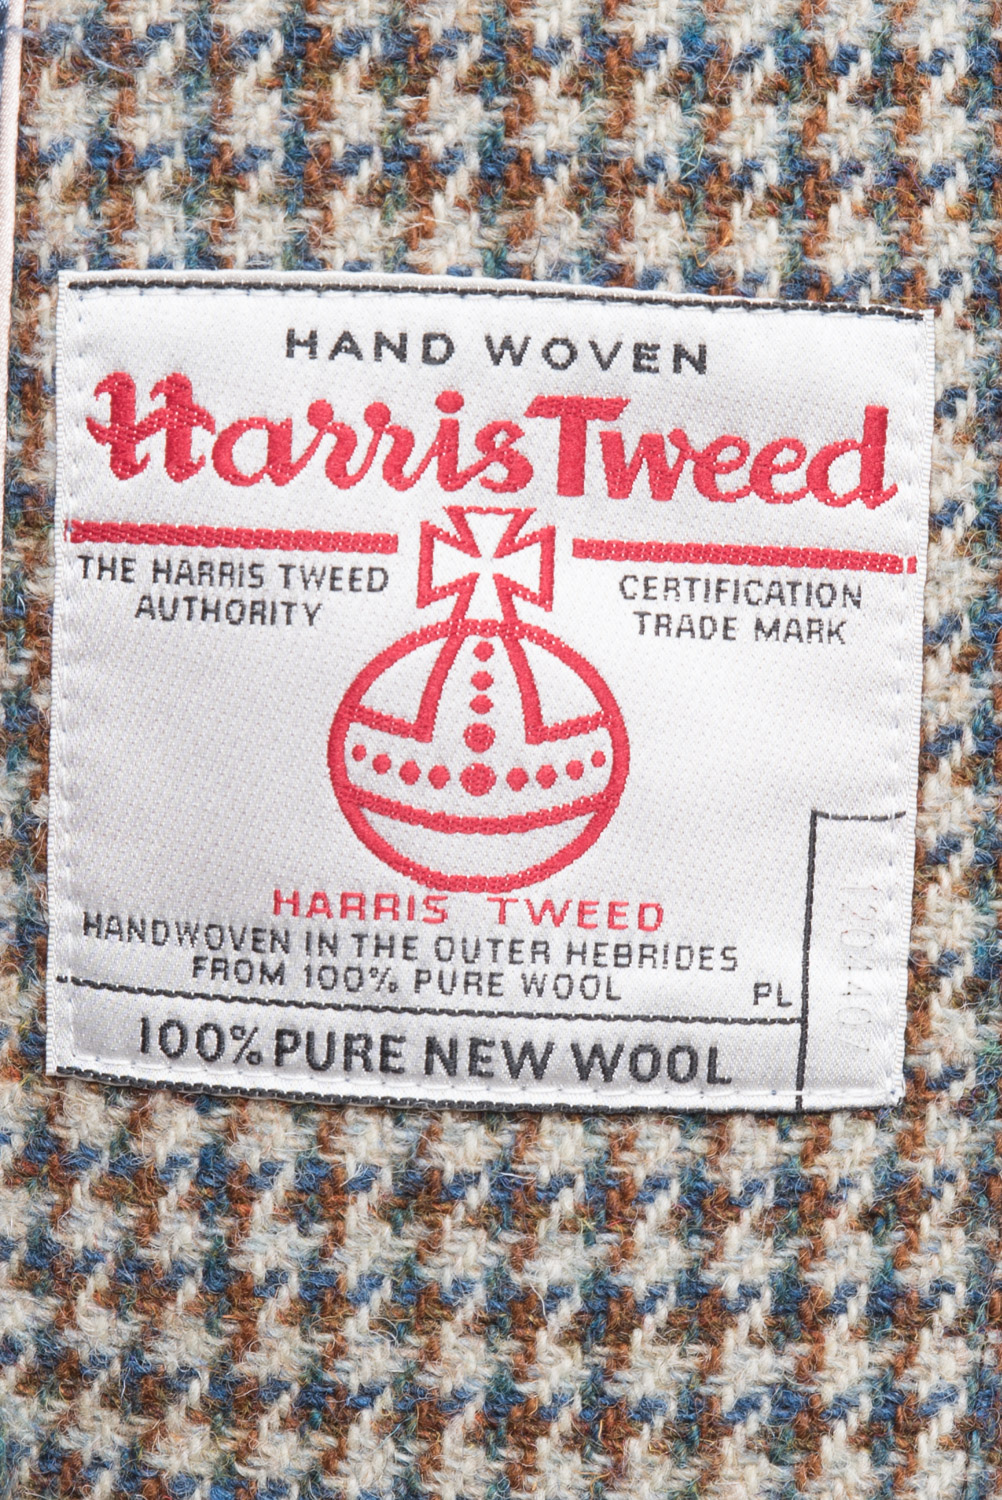 HAND WOVEN
Harris Tweed
THE HARRIS TWEED
AUTHORITY
CERTIFICATION
TRADE MARK
HARRIS TWEED
HANDWOVEN IN THE OUTER HEBRIDES
FROM 100% PURE WOOL
PL
100% PURE NEW WOOL